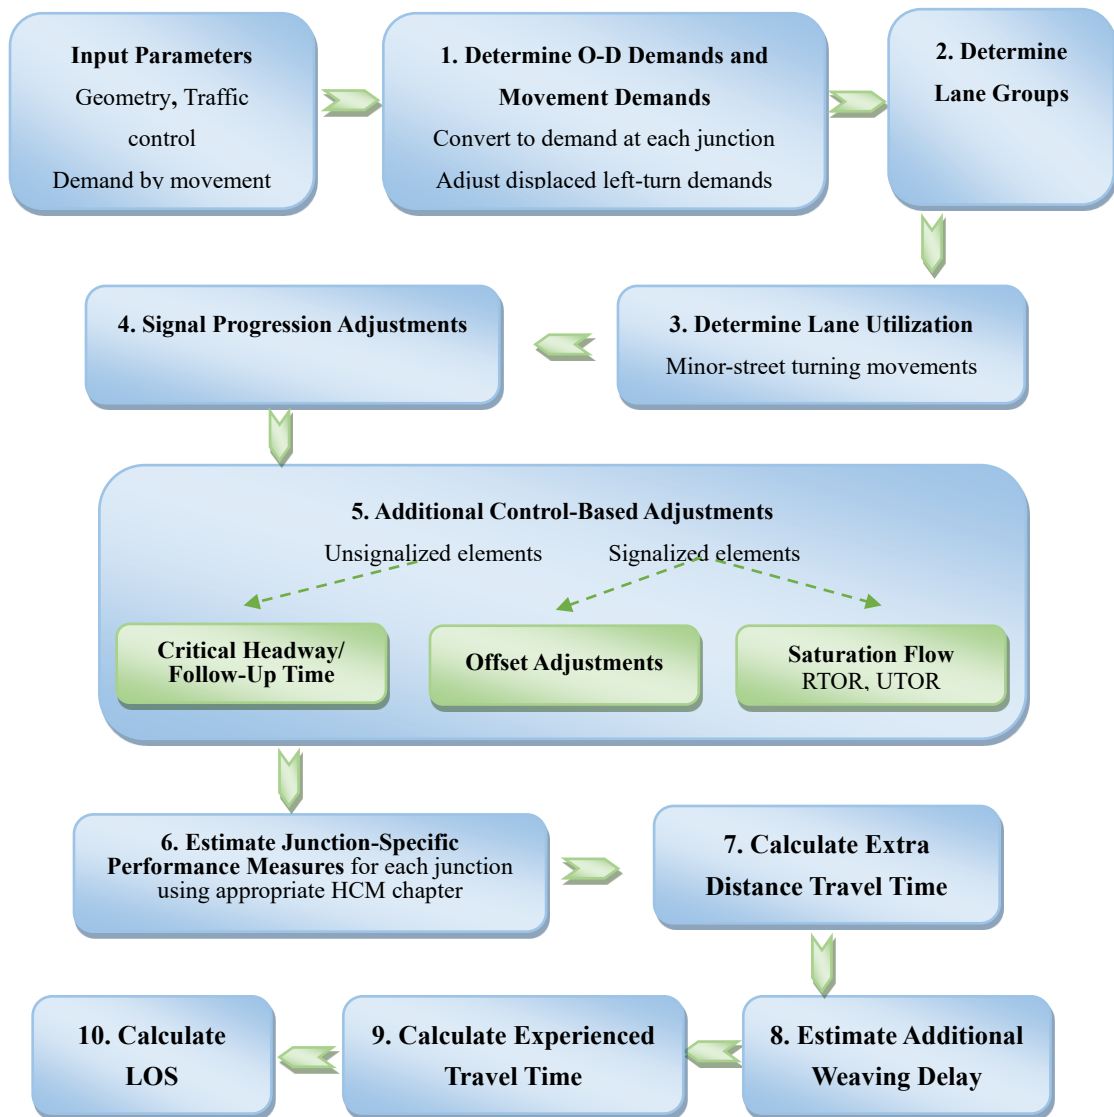 Input Parameters
Geometry, Traffic
control
Demand by movement
1. Determine O-D Demands and
Movement Demands
Convert to demand at each junction
Adjust displaced left-turn demands
2. Determine
Lane Groups
3. Determine Lane Utilization
Minor-street turning movements
4. Signal Progression Adjustments
5. Additional Control-Based Adjustments
Unsignalized elements
Signalized elements
Critical Headway/
Follow-Up Time
Offset Adjustments
Saturation Flow
RTOR, UTOR
6. Estimate Junction-Specific
Performance Measures for each junction
using appropriate HCM chapter
7. Calculate Extra
Distance Travel Time
8. Estimate Additional
Weaving Delay
9. Calculate Experienced
Travel Time
10. Calculate
LOS